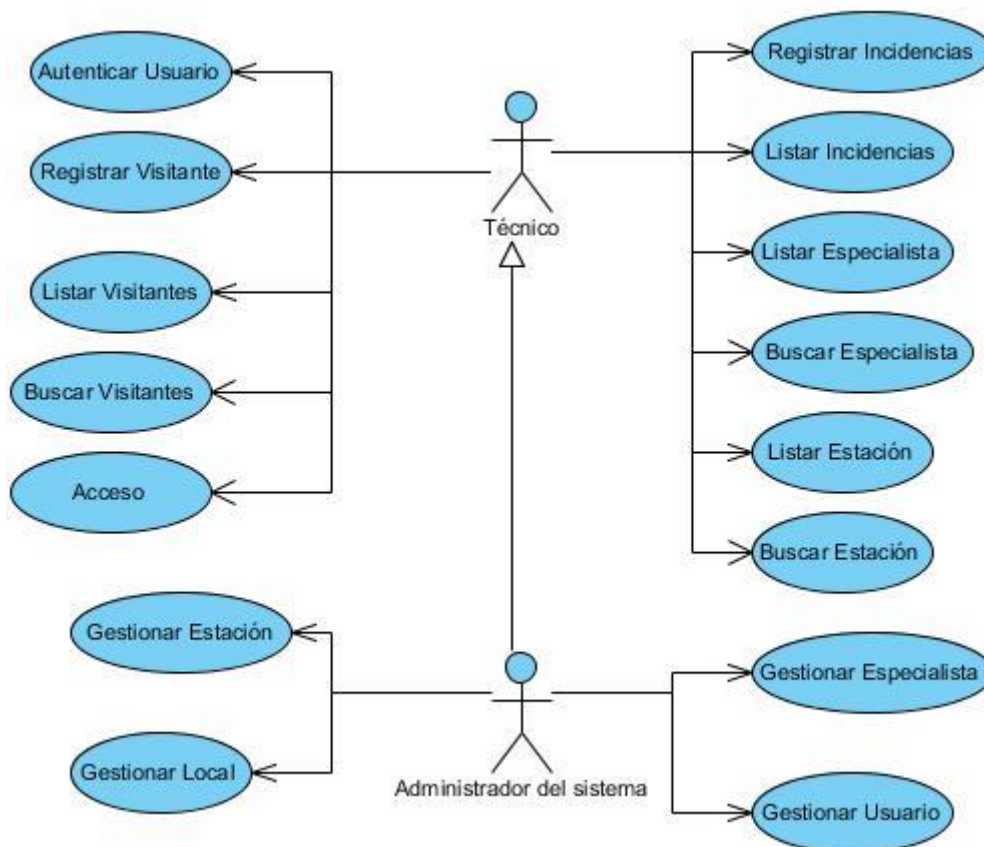 Autenticar Usuario
Registrar Visitante
Listar Visitantes
Buscar Visitantes
Acceso
Técnico
Registrar Incidencias
Listar Incidencias
Listar Especialista
Buscar Especialista
Listar Estación
Buscar Estación
Gestionar Estación
Gestionar Local
Administrador del sistema
Gestionar Especialista
Gestionar Usuario